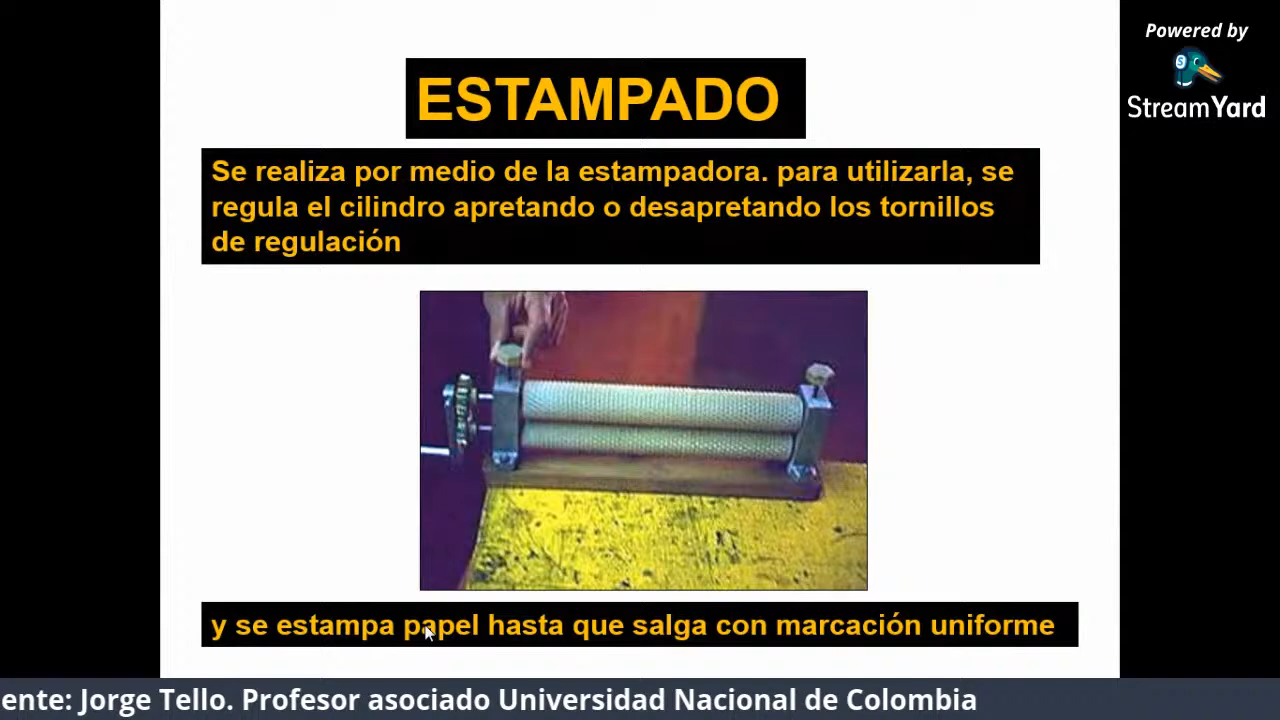 Powered by
StreamYard
ESTAMPADO
Se realiza por medio de la estampadora. para utilizarla, se
regula el cilindro apretando o desapretando los tornillos
de regulación
y se estampa papel hasta que salga con marcación uniforme
ente: Jorge Tello. Profesor asociado Universidad Nacional de Colombia